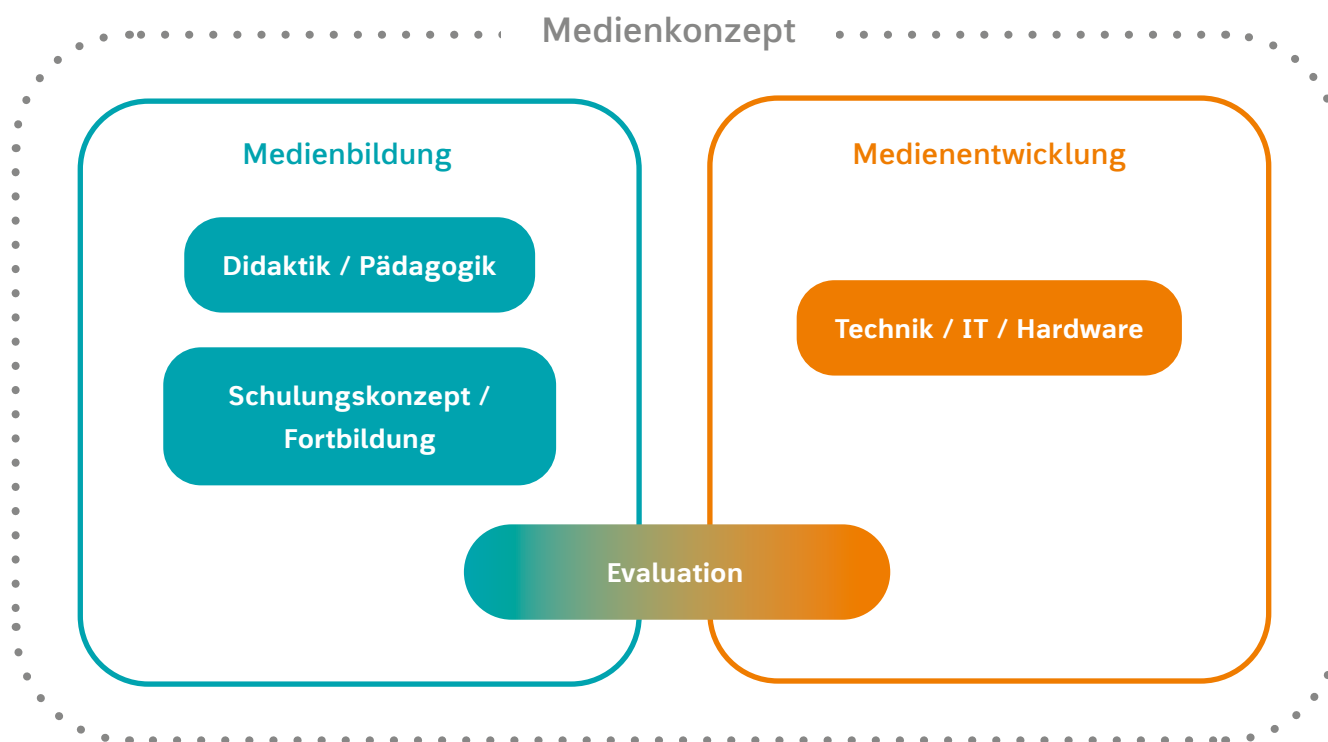 Medienkonzept
Medienbildung
Didaktik / Pädagogik
Schulungskonzept /
Fortbildung
Medienentwicklung
Technik / IT / Hardware
Evaluation